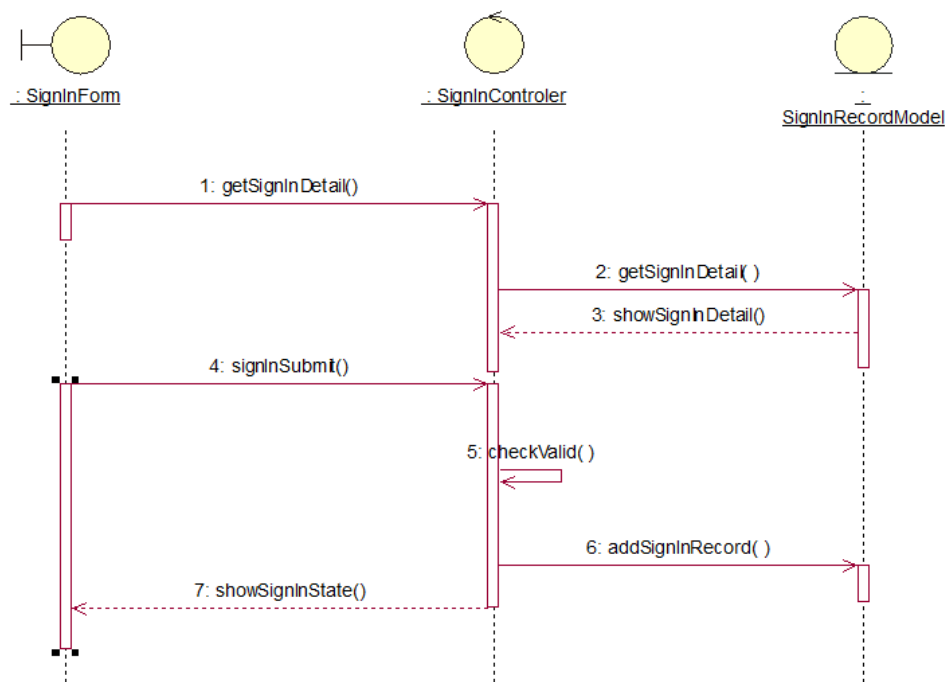 : SignInForm
: SignInControler
:
SignInRecordModel
1: getSignInDetail()
2: getSignInDetail( )
3: showSignInDetail()
4: signInSubmit()
5: checkValid( )
6: addSignInRecord( )
7: showSignInState()